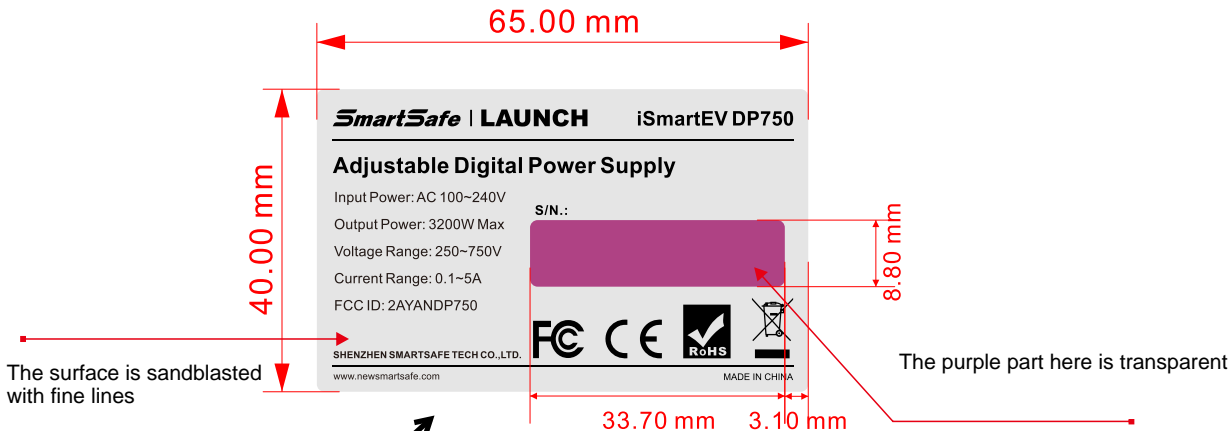 65.00 mm
SmartSafe | LAUNCH iSmartEV DP750
Adjustable Digital Power Supply
Input Power: AC 100~240V
Output Power: 3200W Max
Voltage Range: 250~750V
Current Range: 0.1~5A
FCC ID: 2AYANDP750
S/N.:
40.00 mm
8.80 mm
FC CE RoHS
SHENZHEN SMARTSAFE TECH CO.,LTD.
www.newsmartsafe.com MADE IN CHINA
The surface is sandblasted
with fine lines
The purple part here is transparent
33.70 mm 3.10 mm